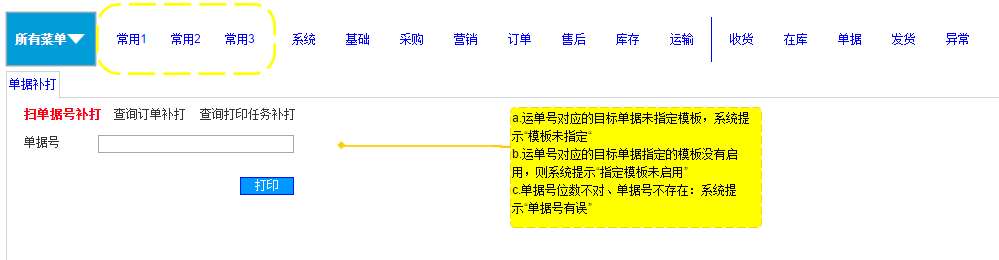 所有菜单 常用1 常用2 常用3 系统 基础 采购 营销 订单 售后 库存 运输 收货 在库 单据 发货 异常
单据补打
扫单据号补打 查询订单补打 查询打印任务补打
单据号
打印
a.运单号对应的目标单据未指定模板，系统提
示“模板未指定“
b.运单号对应的目标单据指定的模板没有启
用，则系统提示“指定模板未启用”
c.单据号位数不对、单据号不存在：系统提
示“单据号有误”